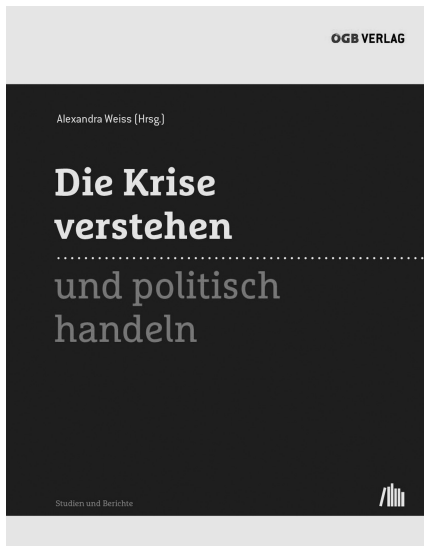 ÖGB VERLAG
Alexandra Weiss (Hrsg.)
Die Krise
verstehen
und politisch
handeln
Studien und Berichte